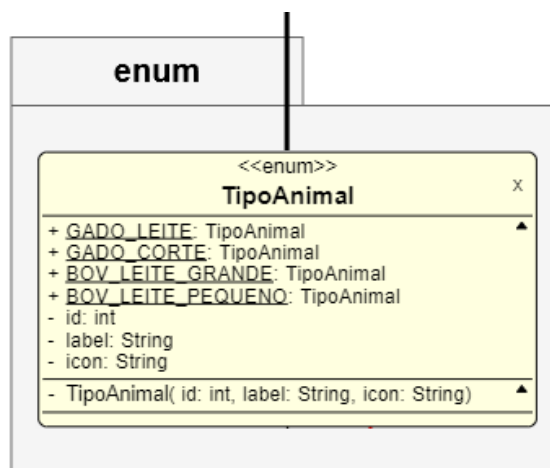 enum
<<enum>>
TipoAnimal
X
+ GADO_LEITE: TipoAnimal
+ GADO_CORTE: TipoAnimal
+ BOV_LEITE_GRANDE: TipoAnimal
+ BOV_LEITE_PEQUENO: TipoAnimal
- id: int
- label: String
- icon: String
- TipoAnimal( id: int, label: String, icon: String)